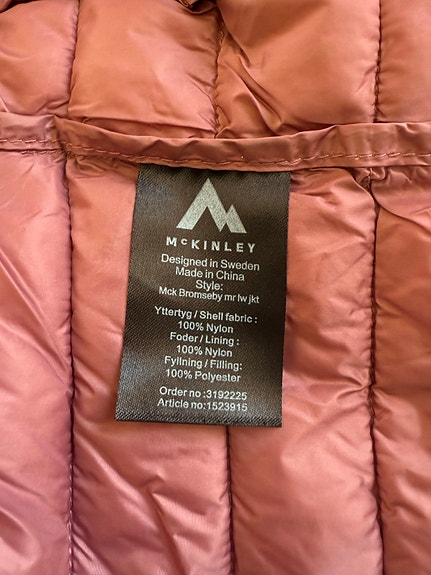 McKINLEY
Designed in Sweden
Made in China
Style:
Mck Bromseby mr lw jkt
Yttertyg / Shell fabric :
100% Nylon
Foder / Lining :
100% Nylon
Fyllning / Filling:
100% Polyester
Order no :3192225
Article no:1523915